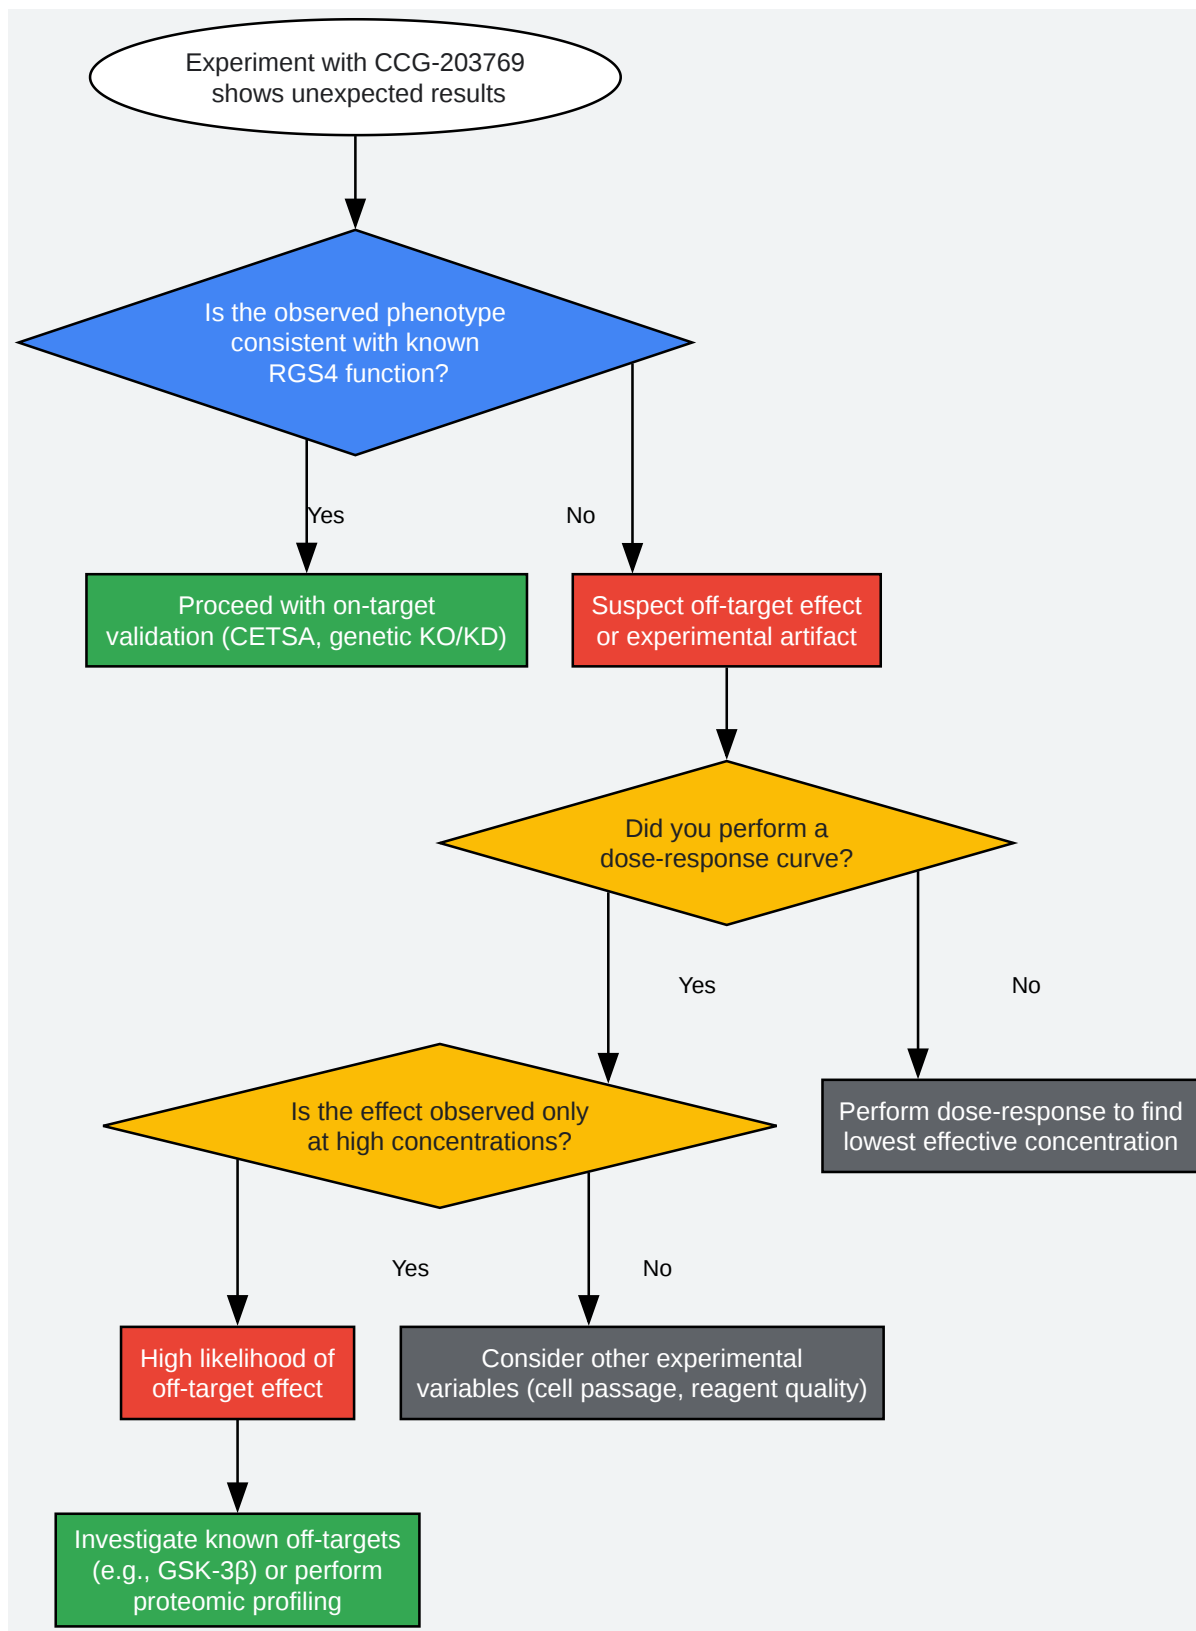 Experiment with CCG-203769
shows unexpected results
Is the observed phenotype
consistent with known
RGS4 function?
Yes
No
Proceed with on-target
validation (CETSA, genetic KO/KD)
Suspect off-target effect
or experimental artifact
Did you perform a
dose-response curve?
Yes
No
Is the effect observed only
at high concentrations?
Perform dose-response to find
lowest effective concentration
Yes
No
High likelihood of
off-target effect
Consider other experimental
variables (cell passage, reagent quality)
Investigate known off-targets
(e.g., GSK-3β) or perform
proteomic profiling